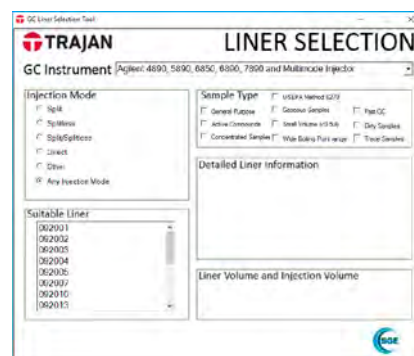 GC Liner Selection Tool
TRAJAN
LINER SELECTION
GC Instrument
Agilent 4890, 5890, 6850, 6890, 7890 and Multimode Injector
Injection Mode
Split
Splitless
Split/Splitless
Direct
Other
Any Injection Mode
Sample Type
USEPA Method 8270
General Purpose
Gaseous Samples
Fast GC
Active Compounds
Small Volume
Dirty Samples
Concentrated Samples
Wide Boiling Point range
Trace Samples
Detailed Liner Information
Suitable Liner
092001
092002
092003
092004
092005
092007
092010
092013
Liner Volume and Injection Volume
SGE